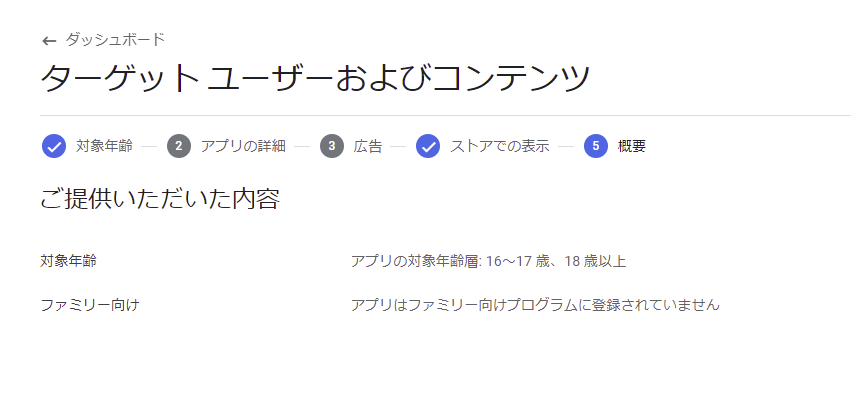 ← ダッシュボード
ターゲット ユーザーおよびコンテンツ
対象年齢 — 2 アプリの詳細 — 3 広告 — ストアでの表示 — 5 概要
ご提供いただいた内容
対象年齢 アプリの対象年齢層: 16～17 歳、18 歳以上
ファミリー向け アプリはファミリー向けプログラムに登録されていません